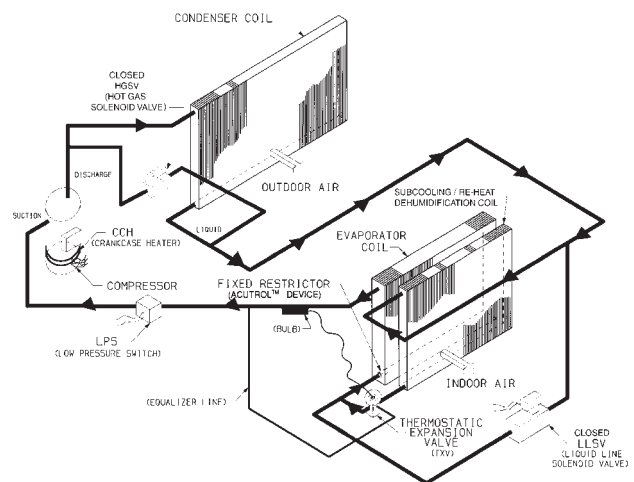 CONDENSER COIL
CLOSED
HGSV
(HOT GAS
SOLENOID VALVE)
DISCHARGE
OUTDOOR AIR
SUBCOOLING / RE-HEAT
DEHUMIDIFICATION COIL
SUCTION
LIQUID
EVAPORATOR
COIL
CCH
(CRANKCASE HEATER)
COMPRESSOR
FIXED RESTRICTOR
(ACUTROL™ DEVICE)
(BULB)
LPS
(LOW PRESSURE SWITCH)
INDOOR AIR
(EQUALIZER LINE)
THERMOSTATIC
EXPANSION
VALVE
(TXV)
CLOSED
LLSV
(LIQUID LINE
SOLENOID VALVE)